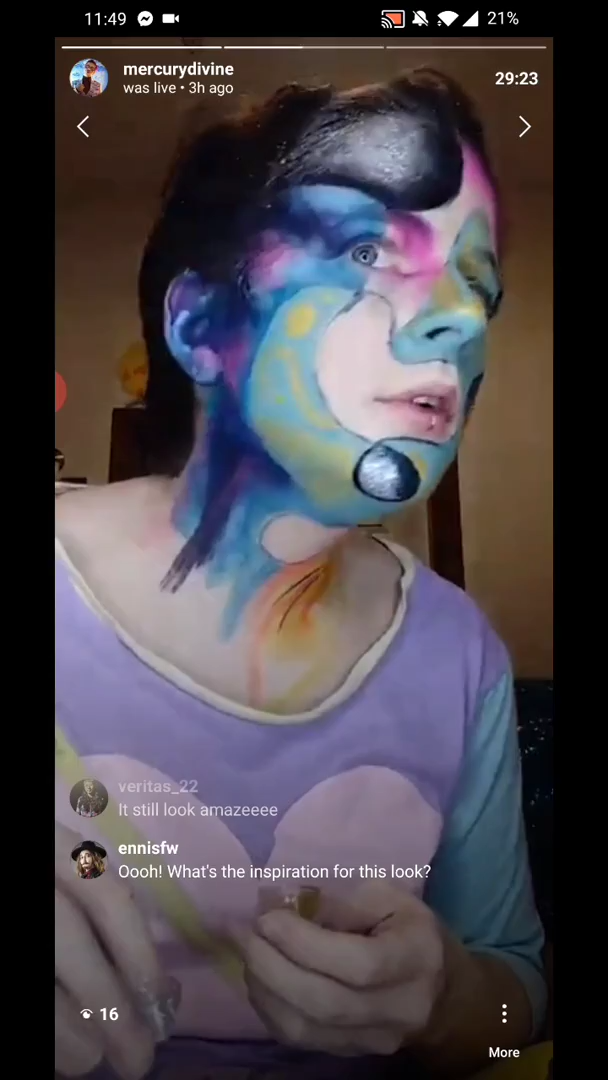 11:49 21%
mercurydivine
was live • 3h ago
29:23
veritas_22
It still look amazeeee
ennisfw
Oooh! What's the inspiration for this look?
16
More